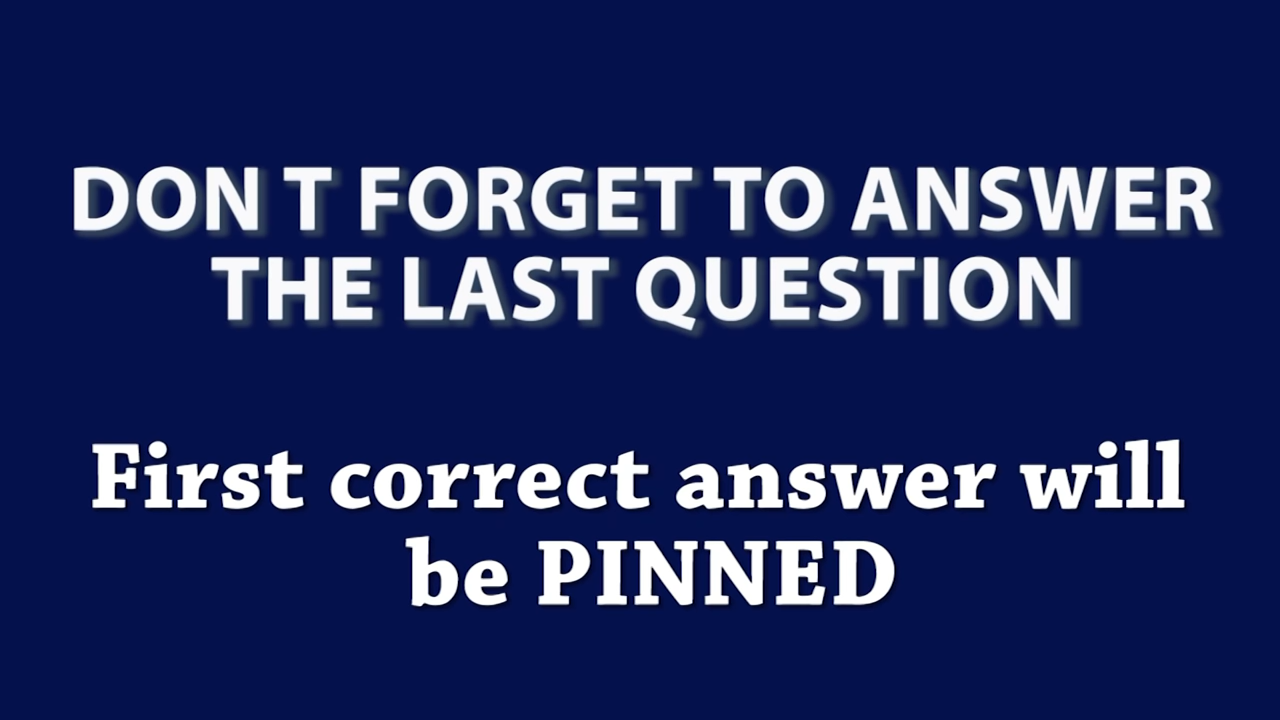 DON T FORGET TO ANSWER
THE LAST QUESTION
First correct answer will
be PINNED